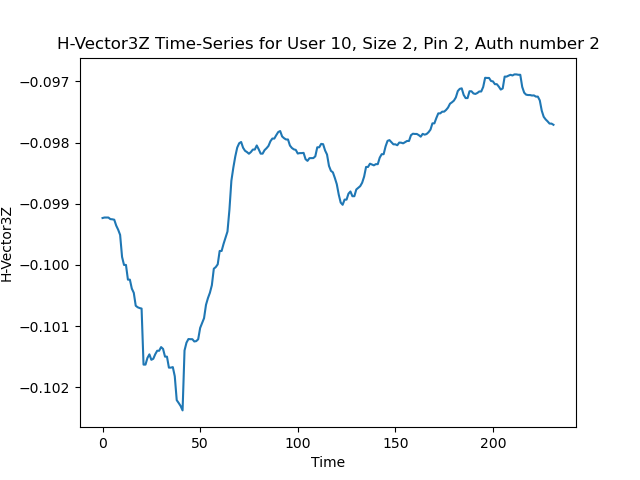 H-Vector3Z Time-Series for User 10, Size 2, Pin 2, Auth number 2
−0.097
−0.098
−0.099
−0.100
−0.101
−0.102
H-Vector3Z
0 50 100 150 200
Time